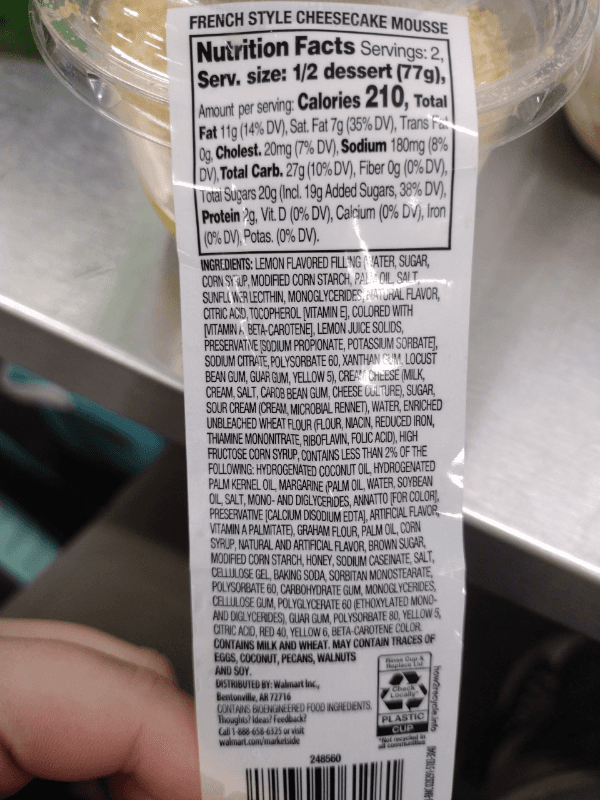 FRENCH STYLE CHEESECAKE MOUSSE
Nutrition Facts Servings: 2,
Serv. size: 1/2 dessert (77g),
Amount per serving: Calories 210, Total
Fat 11g (14% DV), Sat. Fat 7g (35% DV), Trans Fat
0g, Cholest. 20mg (7% DV), Sodium 180mg (8%
DV), Total Carb. 27g (10% DV), Fiber 0g (0% DV),
Total Sugars 20g (Incl. 19g Added Sugars, 38% DV),
Protein 2g, Vit. D (0% DV), Calcium (0% DV), Iron
(0% DV), Potas. (0% DV).
INGREDIENTS: LEMON FLAVORED FILLING (WATER, SUGAR,
CORN SYRUP, MODIFIED CORN STARCH, PALM OIL, SALT,
SUNFLOWER LECITHIN, MONOGLYCERIDES, NATURAL FLAVOR,
CITRIC ACID, TOCOPHEROL [VITAMIN E], COLORED WITH
[VITAMIN A BETA-CAROTENE], LEMON JUICE SOLIDS,
PRESERVATIVE [SODIUM PROPIONATE, POTASSIUM SORBATE],
SODIUM CITRATE, POLYSORBATE 60, XANTHAN GUM, LOCUST
BEAN GUM, GUAR GUM, YELLOW 5), CREAM CHEESE (MILK,
CREAM, SALT, CAROB BEAN GUM, CHEESE CULTURE), SUGAR,
SOUR CREAM (CREAM, MICROBIAL RENNET), WATER, ENRICHED
UNBLEACHED WHEAT FLOUR (FLOUR, NIACIN, REDUCED IRON,
THIAMINE MONONITRATE, RIBOFLAVIN, FOLIC ACID), HIGH
FRUCTOSE CORN SYRUP, CONTAINS LESS THAN 2% OF THE
FOLLOWING: HYDROGENATED COCONUT OIL, HYDROGENATED
PALM KERNEL OIL, MARGARINE (PALM OIL, WATER, SOYBEAN
OIL, SALT, MONO- AND DIGLYCERIDES, ANNATTO [FOR COLOR],
PRESERVATIVE [CALCIUM DISODIUM EDTA], ARTIFICIAL FLAVOR,
VITAMIN A PALMITATE), GRAHAM FLOUR, PALM OIL, CORN
SYRUP, NATURAL AND ARTIFICIAL FLAVOR, BROWN SUGAR,
MODIFIED CORN STARCH, HONEY, SODIUM CASEINATE, SALT,
CELLULOSE GEL, BAKING SODA, SORBITAN MONOSTEARATE,
POLYSORBATE 60, CARBOHYDRATE GUM, MONOGLYCERIDES,
CELLULOSE GUM, POLYGLYCERATE 60 (ETHOXYLATED MONO-
AND DIGLYCERIDES), GUAR GUM, POLYSORBATE 80, YELLOW 5,
CITRIC ACID, RED 40, YELLOW 6, BETA-CAROTENE COLOR.
CONTAINS MILK AND WHEAT. MAY CONTAIN TRACES OF
EGGS, COCONUT, PECANS, WALNUTS
AND SOY.
DISTRIBUTED BY: Walmart Inc.,
Bentonville, AR 72716
CONTAINS BIOENGINEERED FOOD INGREDIENTS.
Thoughts? Ideas? Feedback?
Call 1-888-658-6325 or visit
walmart.com/marketside
Rinse Cup &
Replace Lid
Check
Locally*
PLASTIC
CUP
*Not recycled in
all communities
how2recycle.info
248560